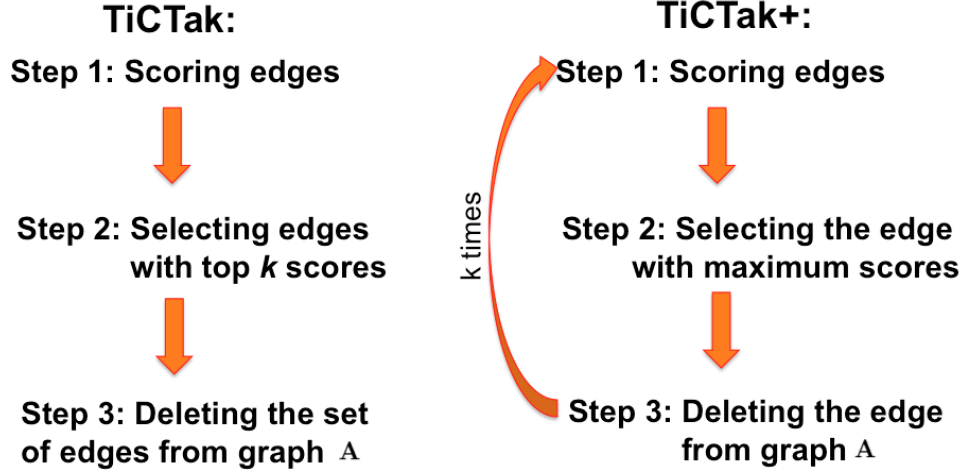 TiCTak:
Step 1: Scoring edges
Step 2: Selecting edges
with top k scores
Step 3: Deleting the set
of edges from graph A
TiCTak+:
Step 1: Scoring edges
Step 2: Selecting the edge
with maximum scores
Step 3: Deleting the edge
from graph A
k times